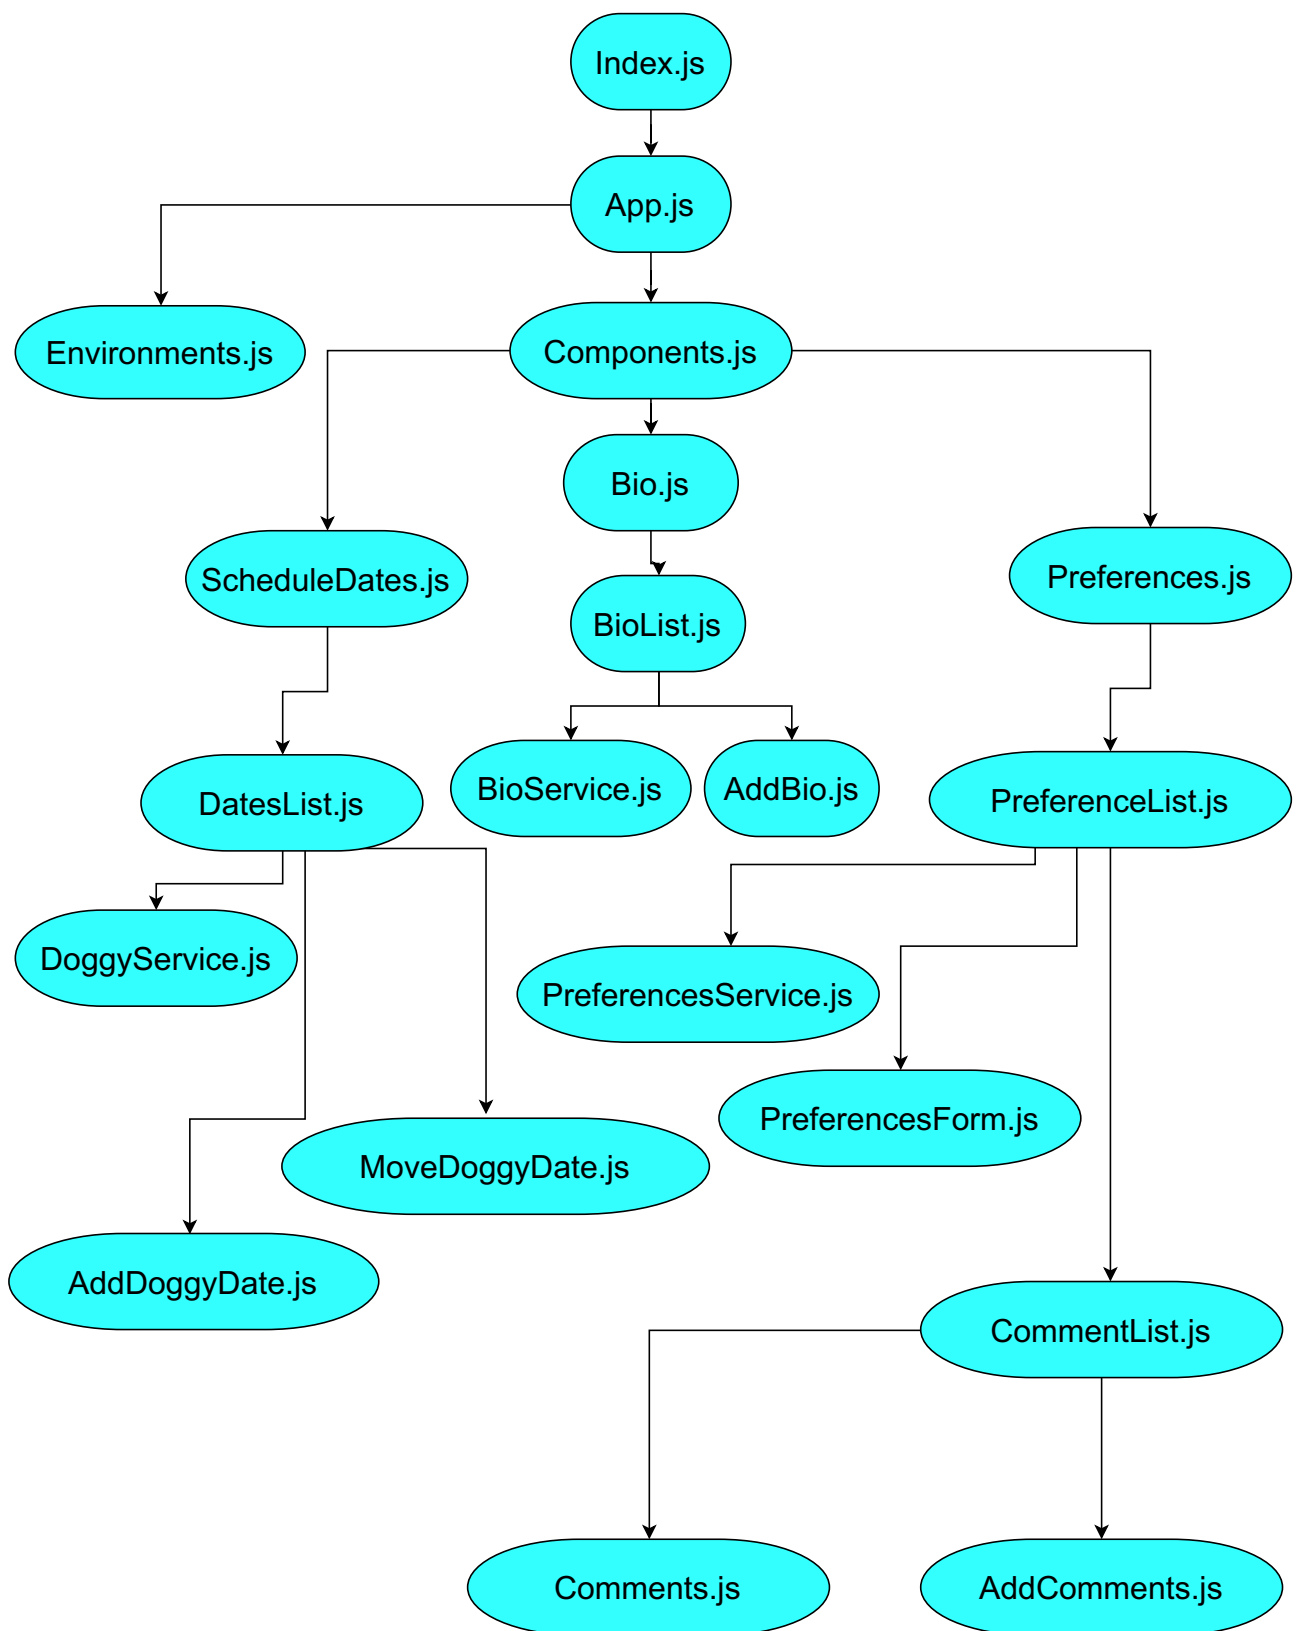 Index.js
App.js
Environments.js
Components.js
Bio.js
ScheduleDates.js
Preferences.js
BioList.js
DatesList.js
BioService.js
AddBio.js
PreferenceList.js
DoggyService.js
PreferencesService.js
PreferencesForm.js
MoveDoggyDate.js
AddDoggyDate.js
CommentList.js
Comments.js
AddComments.js